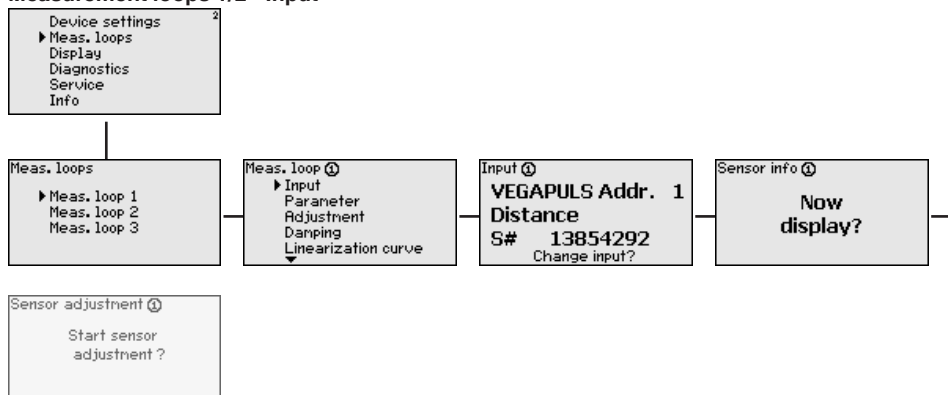 Measurement loops 1/2 - Input
Device settings 2
▶Meas. loops
Display
Diagnostics
Service
Info
Meas. loops
▶Meas. loop 1
Meas. loop 2
Meas. loop 3
Meas. loop ①
▶Input
Parameter
Adjustment
Damping
Linearization curve
▼
Input ①
VEGAPULS Addr. 1
Distance
S# 13854292
Change input?
Sensor info ①
Now
display?
Sensor adjustment ①
Start sensor
adjustment ?